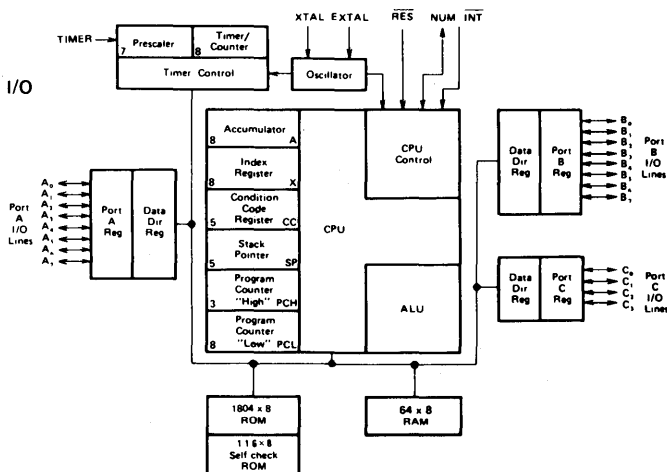 TIMER
7 Prescaler
8 Timer/
Counter
Timer Control
XTAL EXTAL
Oscillator
RES
NUM INT
I/O
8 Accumulator A
8 Index
Register X
5 Condition
Code
Register CC
5 Stack
Pointer SP
3 Program
Counter
"High" PCH
8 Program
Counter
"Low" PCL
CPU
CPU
Control
ALU
Port
A
I/O
Lines
A₀
A₁
A₂
A₃
A₄
A₅
A₆
A₇
Port
A
Reg
Data
Dir
Reg
Data
Dir
Reg
Port
B
Reg
B₀
B₁
B₂
B₃
B₄
B₅
B₆
B₇
Port
B
I/O
Lines
Data
Dir
Reg
Port
C
Reg
C₀
C₁
C₂
C₃
Port
C
I/O
Lines
1804 x 8
ROM
116 x 8
Self check
ROM
64 x 8
RAM